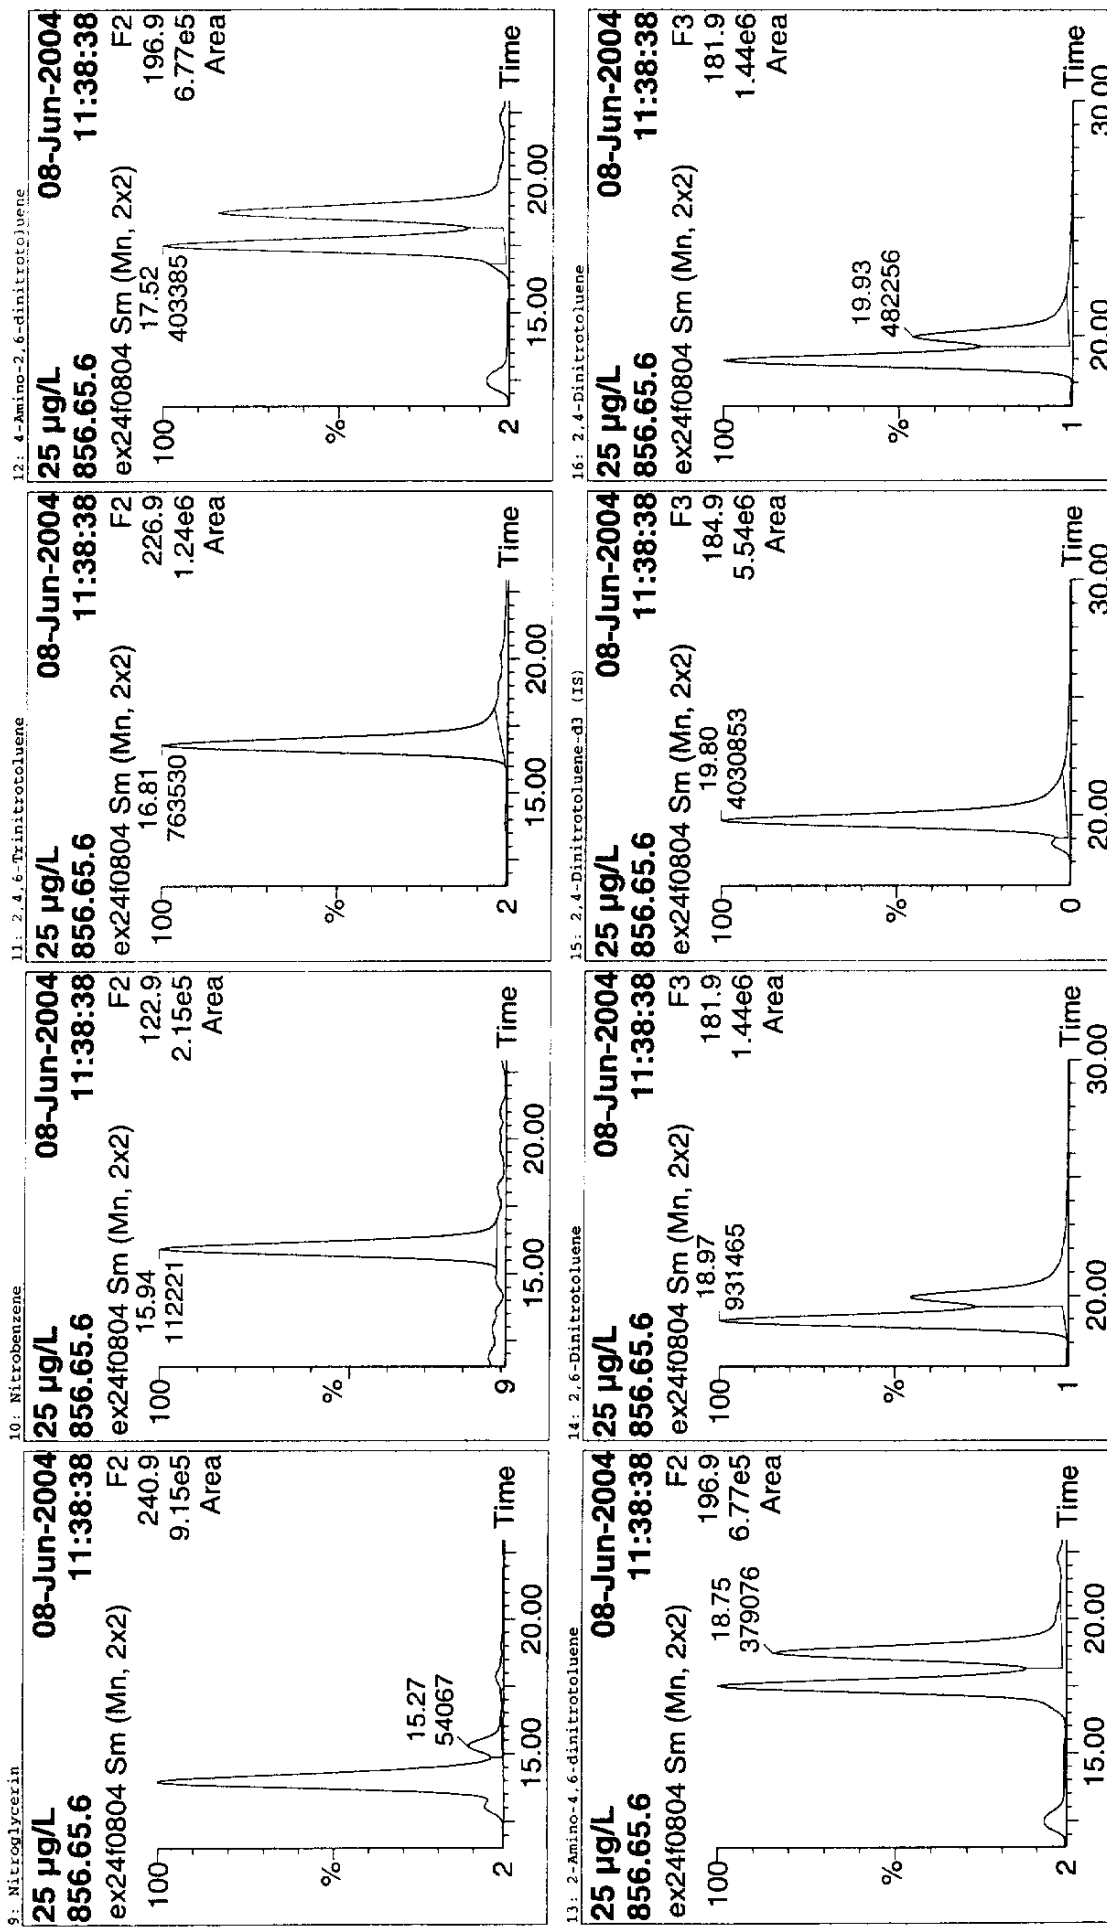 9: Nitroglycerin
25 µg/L 08-Jun-2004
856.65.6 11:38:38
ex24f0804 Sm (Mn, 2x2) F2
240.9
9.15e5
Area
100
%
2
15.27
54067
15.00 20.00 Time
10: Nitrobenzene
25 µg/L 08-Jun-2004
856.65.6 11:38:38
ex24f0804 Sm (Mn, 2x2) F2
122.9
2.15e5
Area
100
%
9
15.94
112221
15.00 20.00 Time
11: 2,4,6-Trinitrotoluene
25 µg/L 08-Jun-2004
856.65.6 11:38:38
ex24f0804 Sm (Mn, 2x2) F2
226.9
1.24e6
Area
100
%
2
16.81
763530
15.00 20.00 Time
12: 4-Amino-2,6-dinitrotoluene
25 µg/L 08-Jun-2004
856.65.6 11:38:38
ex24f0804 Sm (Mn, 2x2) F2
196.9
6.77e5
Area
100
%
2
17.52
403385
15.00 20.00 Time
13: 2-Amino-4,6-dinitrotoluene
25 µg/L 08-Jun-2004
856.65.6 11:38:38
ex24f0804 Sm (Mn, 2x2) F2
196.9
6.77e5
Area
100
%
2
18.75
379076
15.00 20.00 Time
14: 2,6-Dinitrotoluene
25 µg/L 08-Jun-2004
856.65.6 11:38:38
ex24f0804 Sm (Mn, 2x2) F3
181.9
1.44e6
Area
100
%
1
18.97
931465
20.00 30.00 Time
15: 2,4-Dinitrotoluene-d3 (IS)
25 µg/L 08-Jun-2004
856.65.6 11:38:38
ex24f0804 Sm (Mn, 2x2) F3
184.9
5.54e6
Area
100
%
0
19.80
4030853
20.00 30.00 Time
16: 2,4-Dinitrotoluene
25 µg/L 08-Jun-2004
856.65.6 11:38:38
ex24f0804 Sm (Mn, 2x2) F3
181.9
1.44e6
Area
100
%
1
19.93
482256
20.00 30.00 Time